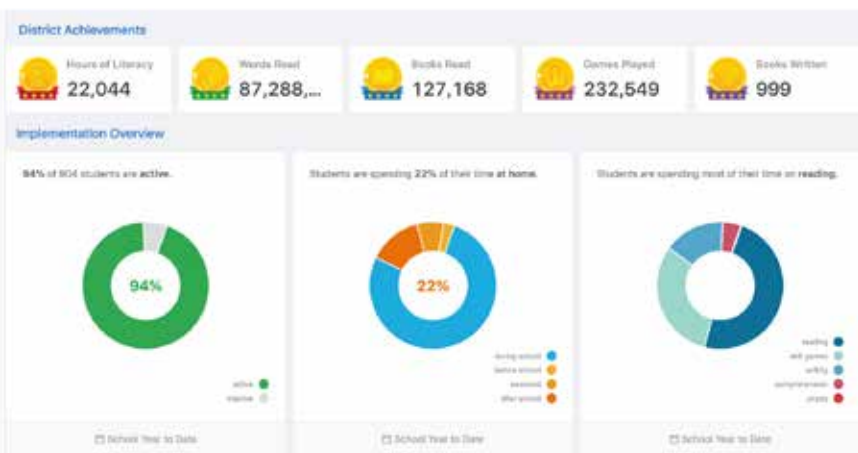 District Achievements
Hours of Literacy
22,044
Words Read
87,288,...
Books Read
127,168
Games Played
232,549
Books Written
999
Implementation Overview
94% of 804 students are active.
Students are spending 22% of their time at home.
Students are spending most of their time on reading.
94%
22%
active
inactive
during school
before school
weekend
after school
reading
skill games
writing
comprehension
School Year to Date
School Year to Date
School Year to Date